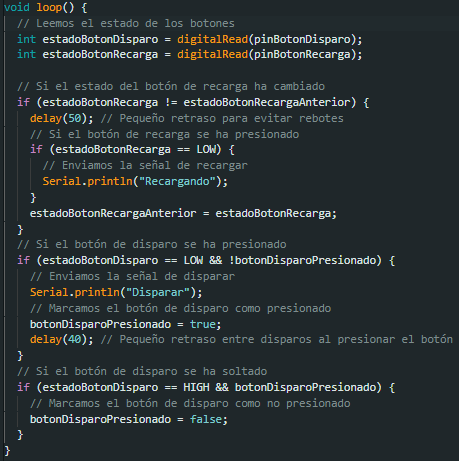 void loop() {
  // Leemos el estado de los botones
  int estadoBotonDisparo = digitalRead(pinBotonDisparo);
  int estadoBotonRecarga = digitalRead(pinBotonRecarga);

  // Si el estado del botón de recarga ha cambiado
  if (estadoBotonRecarga != estadoBotonRecargaAnterior) {
    delay(50); // Pequeño retraso para evitar rebotes
    // Si el botón de recarga se ha presionado
    if (estadoBotonRecarga == LOW) {
      // Enviamos la señal de recargar
      Serial.println("Recargando");
    }
    estadoBotonRecargaAnterior = estadoBotonRecarga;
  }
  // Si el botón de disparo se ha presionado
  if (estadoBotonDisparo == LOW && !botonDisparoPresionado) {
    // Enviamos la señal de disparar
    Serial.println("Disparar");
    // Marcamos el botón de disparo como presionado
    botonDisparoPresionado = true;
    delay(40); // Pequeño retraso entre disparos al presionar el botón
  }
  // Si el botón de disparo se ha soltado
  if (estadoBotonDisparo == HIGH && botonDisparoPresionado) {
    // Marcamos el botón de disparo como no presionado
    botonDisparoPresionado = false;
  }
}